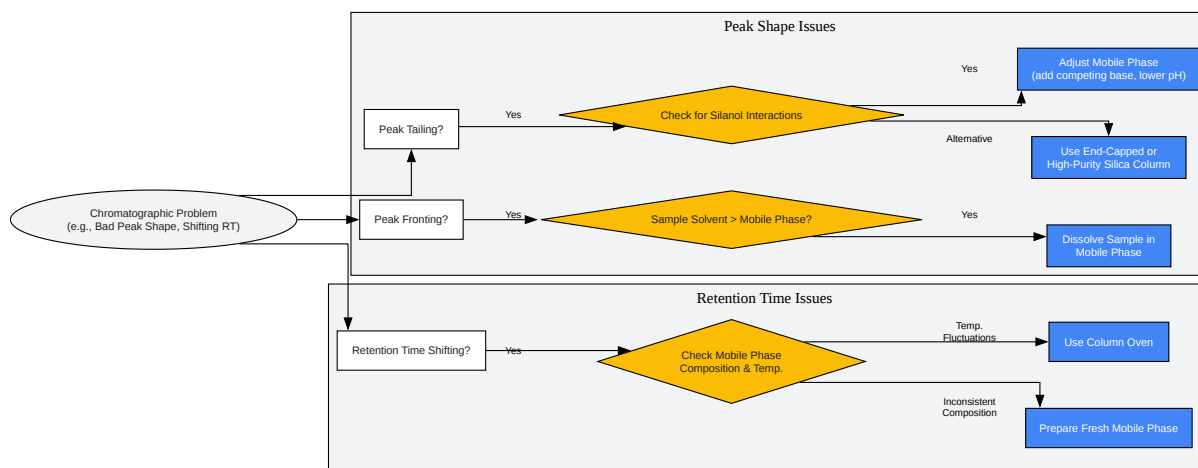 Peak Shape Issues
Yes
Adjust Mobile Phase
(add competing base, lower pH)
Peak Tailing?
Yes
Check for Silanol Interactions
Alternative
Use End-Capped or
High-Purity Silica Column
Chromatographic Problem
(e.g., Bad Peak Shape, Shifting RT)
Peak Fronting?
Yes
Sample Solvent > Mobile Phase?
Yes
Dissolve Sample in
Mobile Phase
Retention Time Issues
Retention Time Shifting?
Yes
Check Mobile Phase
Composition & Temp.
Temp.
Fluctuations
Use Column Oven
Inconsistent
Composition
Prepare Fresh Mobile Phase